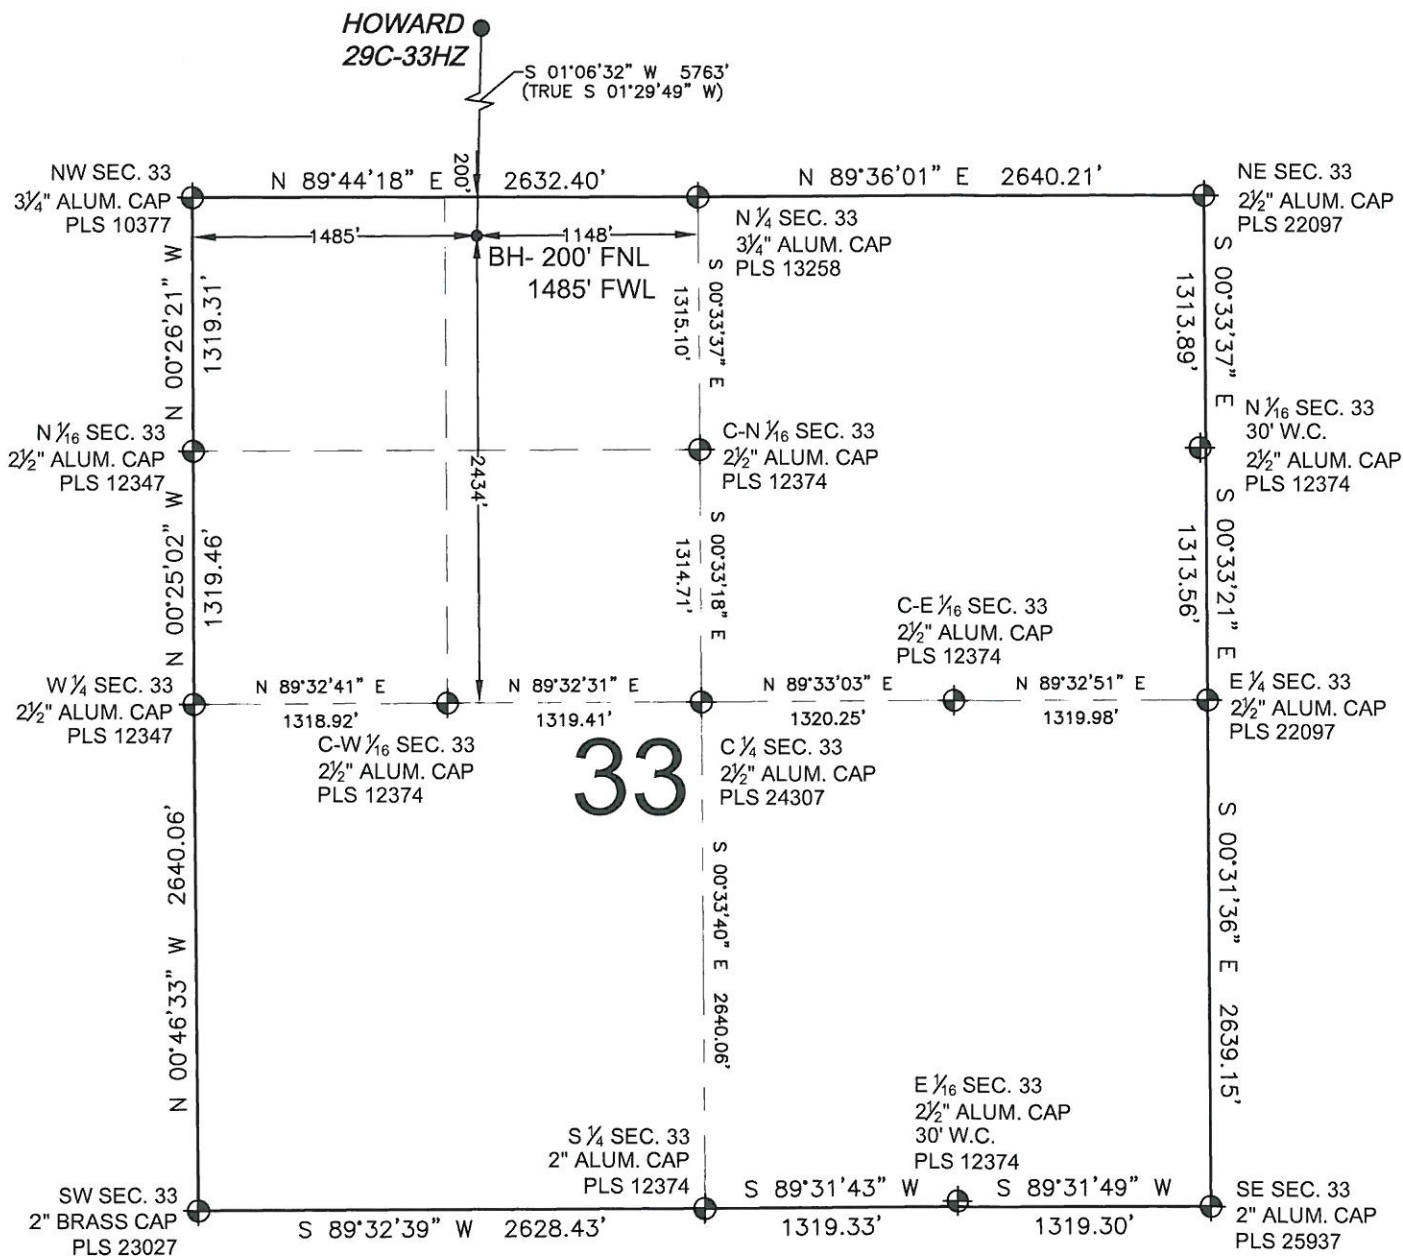 HOWARD
29C-33HZ
S 01°06'32" W 5763'
(TRUE S 01°29'49" W)
NW SEC. 33
3¼" ALUM. CAP
PLS 10377
N 89°44'18" E 2632.40'
200'
N 89°36'01" E 2640.21'
NE SEC. 33
2½" ALUM. CAP
PLS 22097
N ¼ SEC. 33
3¼" ALUM. CAP
PLS 13258
1485'
1148'
BH- 200' FNL
1485' FWL
N 00°26'21" W
1319.31'
S 00°33'37" E
1315.10'
S 00°33'37" E
1313.89'
N 1⁄16 SEC. 33
2½" ALUM. CAP
PLS 12347
2434'
C-N 1⁄16 SEC. 33
2½" ALUM. CAP
PLS 12374
N 1⁄16 SEC. 33
30' W.C.
2½" ALUM. CAP
PLS 12374
N 00°25'02" W
1319.46'
S 00°33'18" E
1314.71'
S 00°33'21" E
1313.56'
C-E 1⁄16 SEC. 33
2½" ALUM. CAP
PLS 12374
W ¼ SEC. 33
2½" ALUM. CAP
PLS 12347
N 89°32'41" E
1318.92'
N 89°32'31" E
1319.41'
N 89°33'03" E
1320.25'
N 89°32'51" E
1319.98'
E ¼ SEC. 33
2½" ALUM. CAP
PLS 22097
C-W 1⁄16 SEC. 33
2½" ALUM. CAP
PLS 12374
33
C ¼ SEC. 33
2½" ALUM. CAP
PLS 24307
N 00°46'33" W 2640.06'
S 00°33'40" E 2640.06'
S 00°31'36" E 2639.15'
E 1⁄16 SEC. 33
2½" ALUM. CAP
30' W.C.
PLS 12374
S ¼ SEC. 33
2" ALUM. CAP
PLS 12374
SW SEC. 33
2" BRASS CAP
PLS 23027
S 89°32'39" W 2628.43'
S 89°31'43" W
1319.33'
S 89°31'49" W
1319.30'
SE SEC. 33
2" ALUM. CAP
PLS 25937